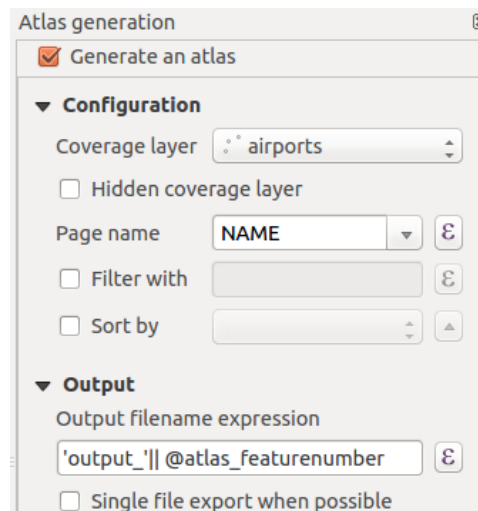 Atlas generation
Generate an atlas
Configuration
Coverage layer airports
Hidden coverage layer
Page name NAME ε
Filter with ε
Sort by
Output
Output filename expression
'output_'|| @atlas_featurenumber ε
Single file export when possible